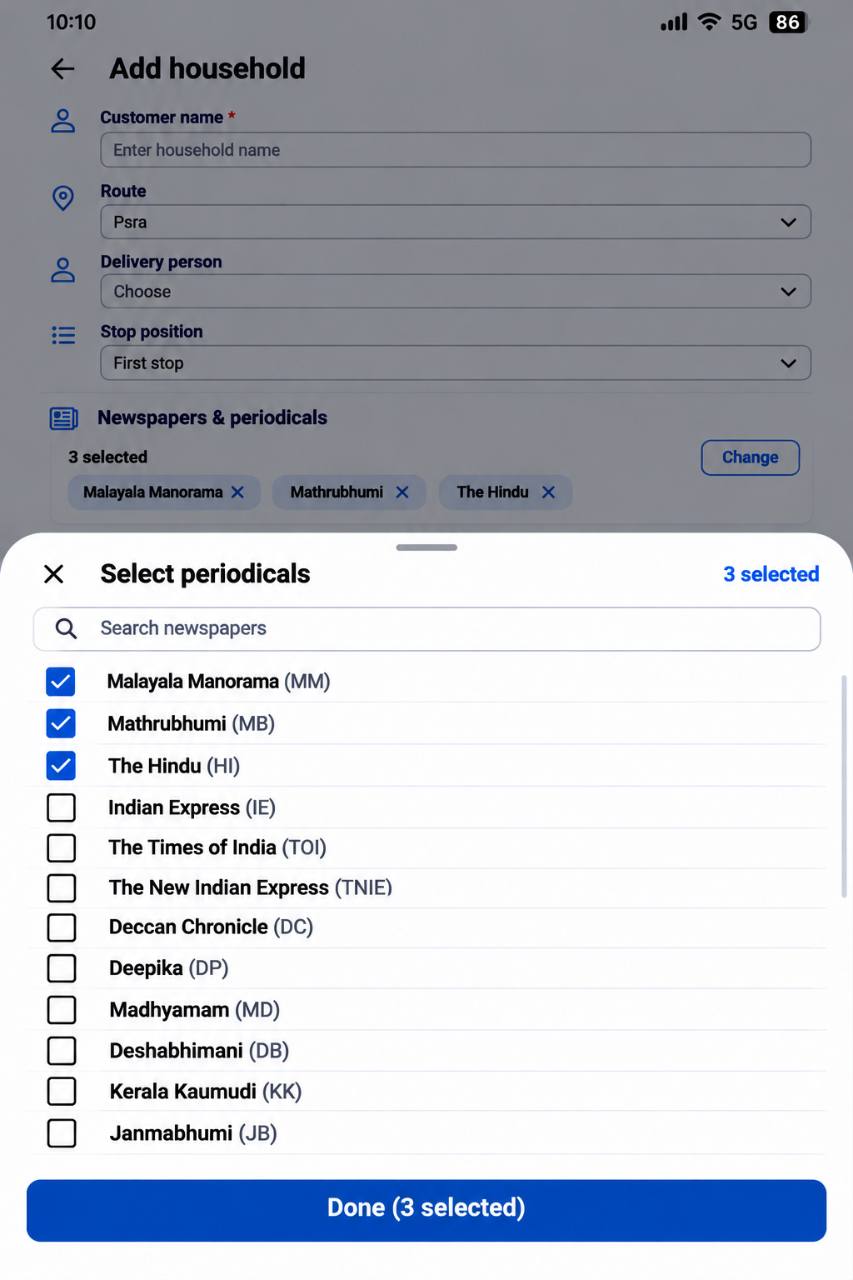 10:10 5G 86
Add household
Customer name *
Enter household name
Route
Psra
Delivery person
Choose
Stop position
First stop
Newspapers & periodicals
3 selected Change
Malayala Manorama Mathrubhumi The Hindu
Select periodicals 3 selected
Search newspapers
Malayala Manorama (MM)
Mathrubhumi (MB)
The Hindu (HI)
Indian Express (IE)
The Times of India (TOI)
The New Indian Express (TNIE)
Deccan Chronicle (DC)
Deepika (DP)
Madhyamam (MD)
Deshabhimani (DB)
Kerala Kaumudi (KK)
Janmabhumi (JB)
Done (3 selected)